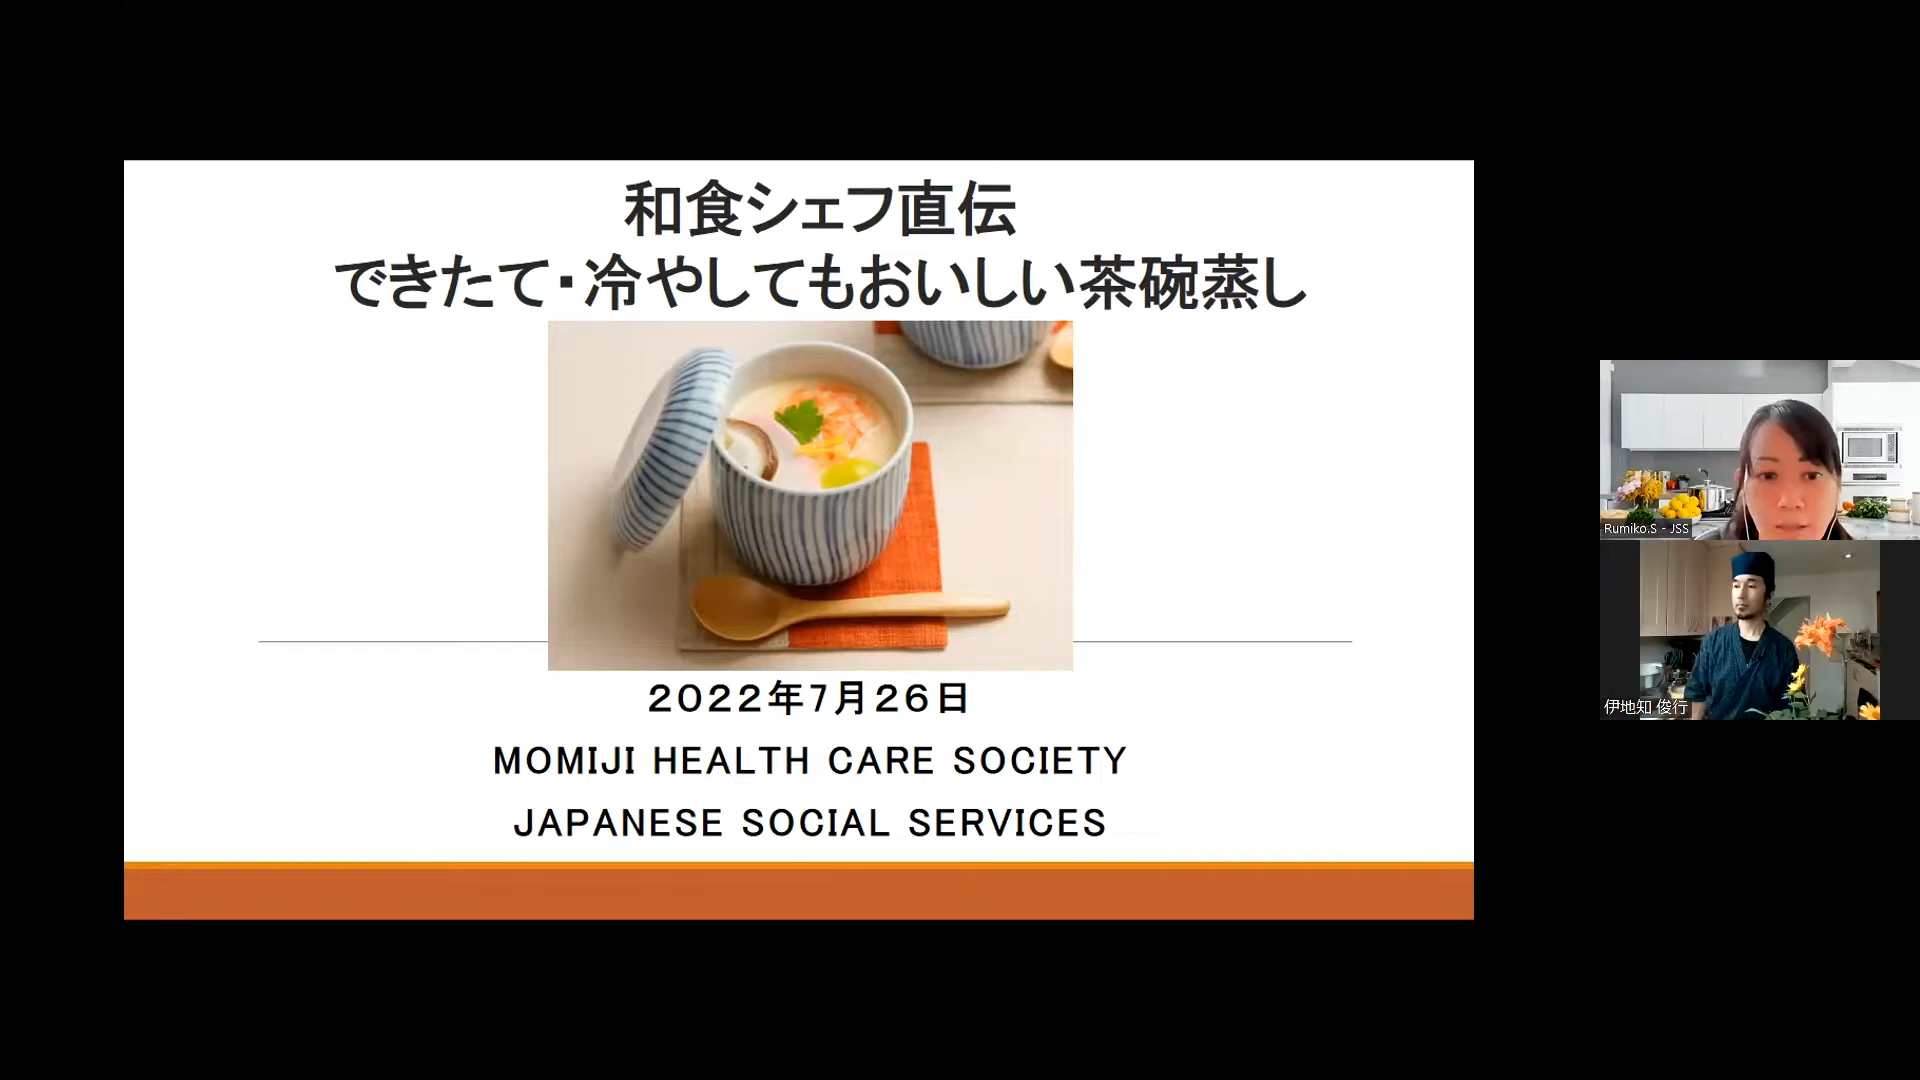 和食シェフ直伝
できたて・冷やしてもおいしい茶碗蒸し
2022年7月26日
MOMIJI HEALTH CARE SOCIETY
JAPANESE SOCIAL SERVICES
Rumiko.S - JSS
伊地知 俊行